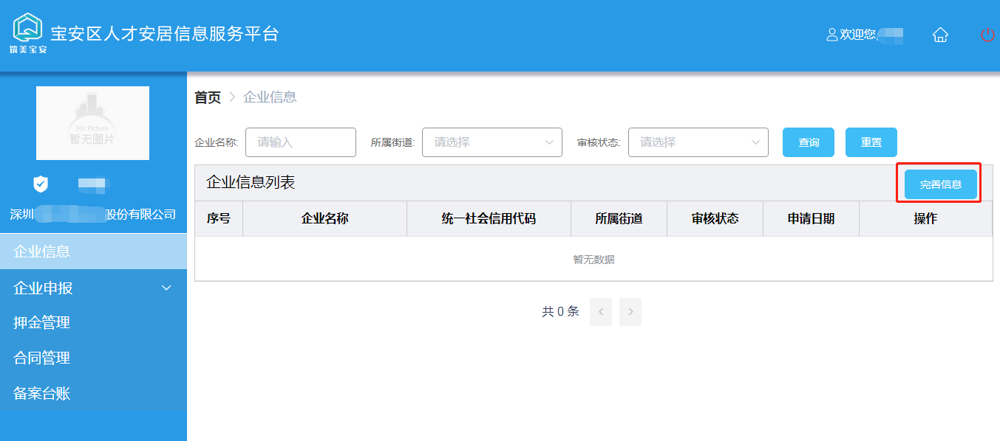 宝安区人才安居信息服务平台
筑美宝安
欢迎您,
No Picture
暂无图片
深圳 股份有限公司
企业信息
企业申报
押金管理
合同管理
备案台账
首页 > 企业信息
企业名称: 请输入 所属街道: 请选择 审核状态: 请选择 查询 重置
企业信息列表 完善信息
序号 企业名称 统一社会信用代码 所属街道 审核状态 申请日期 操作
暂无数据
共 0 条 < >